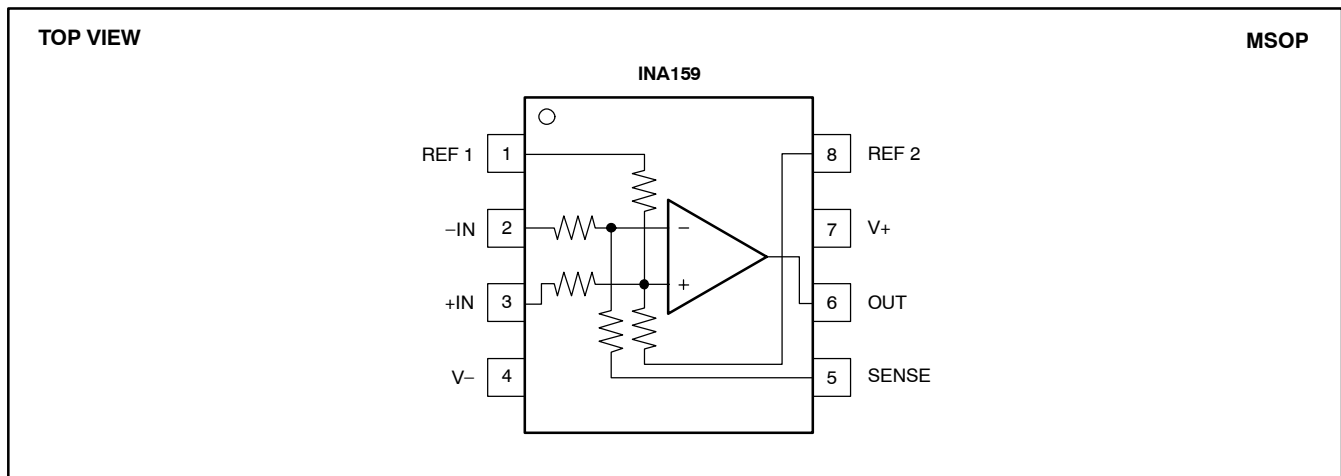 TOP VIEW
MSOP
INA159
REF 1 1
8 REF 2
−IN 2
−
7 V+
+IN 3
+
6 OUT
V− 4
5 SENSE